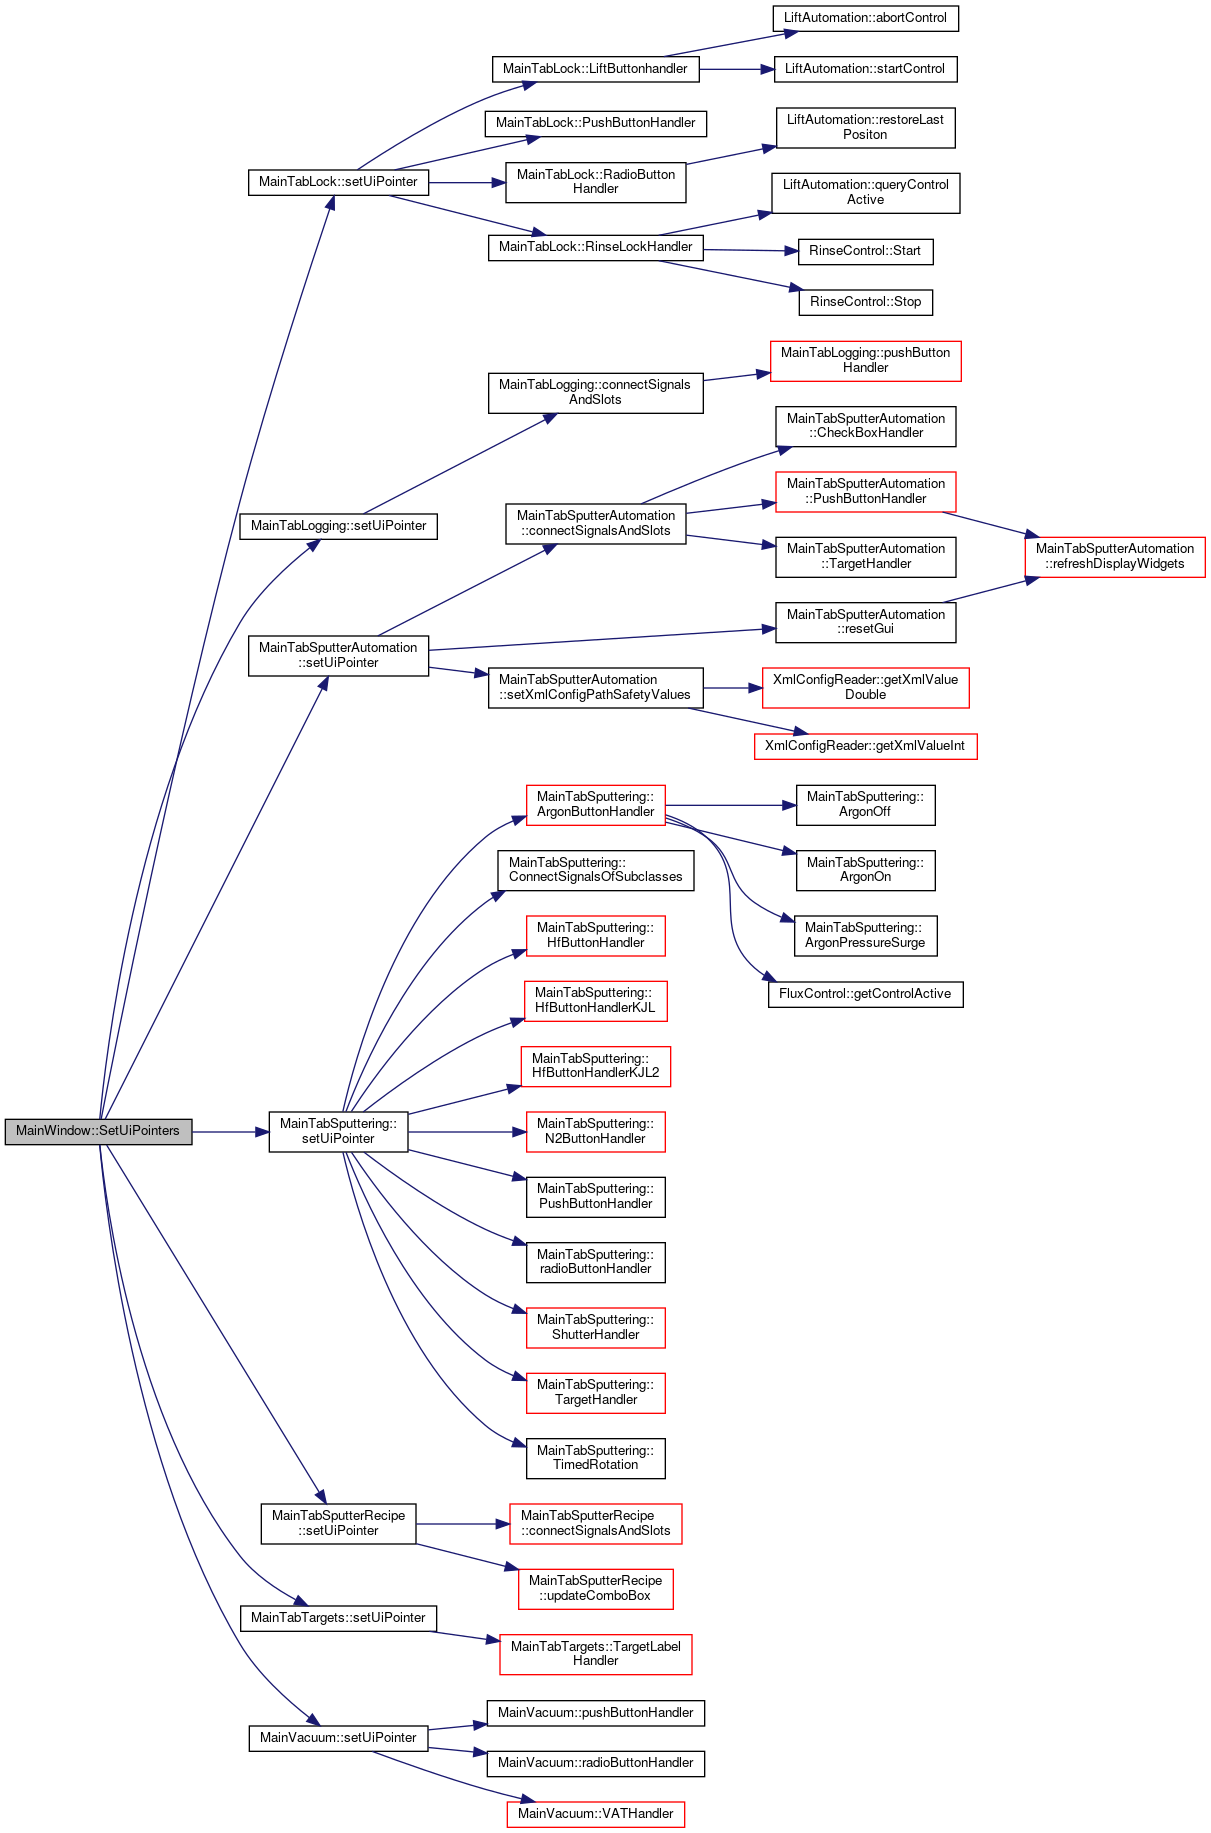 MainWindow::SetUiPointers
MainTabLock::setUiPointer
MainTabLock::LiftButtonhandler
LiftAutomation::abortControl
LiftAutomation::startControl
MainTabLock::PushButtonHandler
MainTabLock::RadioButton
Handler
LiftAutomation::restoreLast
Positon
MainTabLock::RinseLockHandler
LiftAutomation::queryControl
Active
RinseControl::Start
RinseControl::Stop
MainTabLogging::setUiPointer
MainTabLogging::connectSignals
AndSlots
MainTabLogging::pushButton
Handler
MainTabSputterAutomation
::setUiPointer
MainTabSputterAutomation
::connectSignalsAndSlots
MainTabSputterAutomation
::CheckBoxHandler
MainTabSputterAutomation
::PushButtonHandler
MainTabSputterAutomation
::TargetHandler
MainTabSputterAutomation
::refreshDisplayWidgets
MainTabSputterAutomation
::resetGui
MainTabSputterAutomation
::setXmlConfigPathSafetyValues
XmlConfigReader::getXmlValue
Double
XmlConfigReader::getXmlValueInt
MainTabSputtering::
setUiPointer
MainTabSputtering::
ArgonButtonHandler
MainTabSputtering::
ArgonOff
MainTabSputtering::
ArgonOn
MainTabSputtering::
ArgonPressureSurge
FluxControl::getControlActive
MainTabSputtering::
ConnectSignalsOfSubclasses
MainTabSputtering::
HfButtonHandler
MainTabSputtering::
HfButtonHandlerKJL
MainTabSputtering::
HfButtonHandlerKJL2
MainTabSputtering::
N2ButtonHandler
MainTabSputtering::
PushButtonHandler
MainTabSputtering::
radioButtonHandler
MainTabSputtering::
ShutterHandler
MainTabSputtering::
TargetHandler
MainTabSputtering::
TimedRotation
MainTabSputterRecipe
::setUiPointer
MainTabSputterRecipe
::connectSignalsAndSlots
MainTabSputterRecipe
::updateComboBox
MainTabTargets::setUiPointer
MainTabTargets::TargetLabel
Handler
MainVacuum::setUiPointer
MainVacuum::pushButtonHandler
MainVacuum::radioButtonHandler
MainVacuum::VATHandler